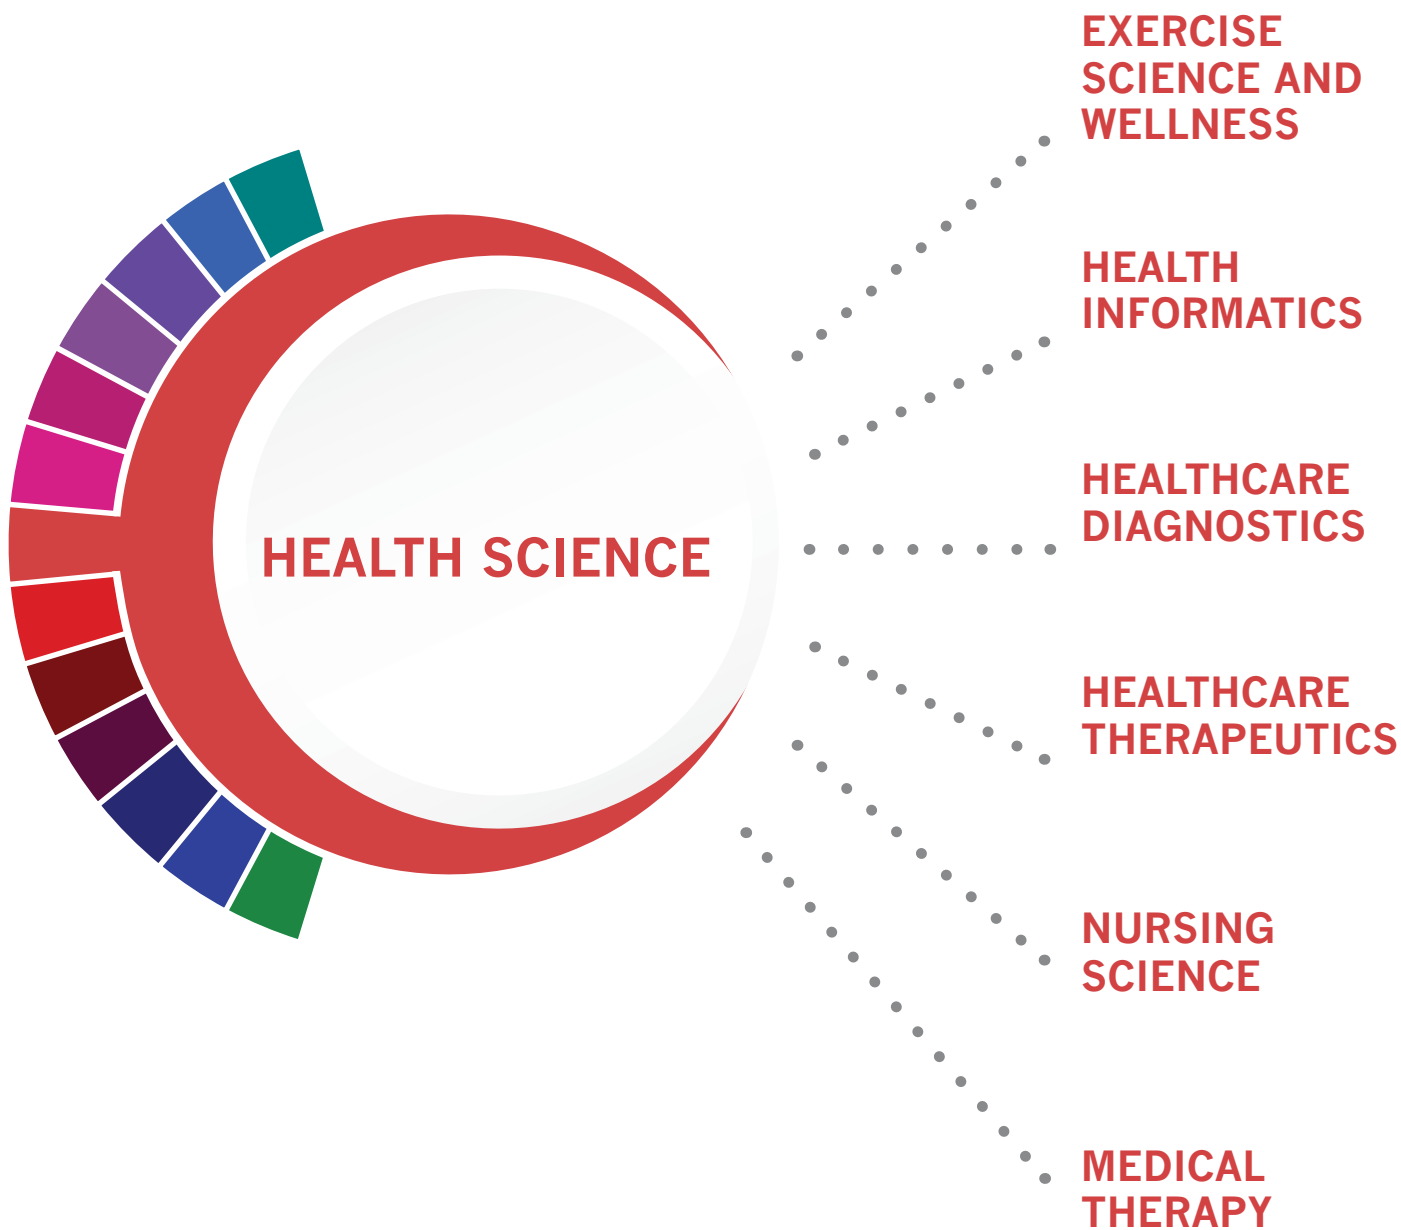 EXERCISE
SCIENCE AND
WELLNESS
HEALTH
INFORMATICS
HEALTHCARE
DIAGNOSTICS
HEALTH SCIENCE
HEALTHCARE
THERAPEUTICS
NURSING
SCIENCE
MEDICAL
THERAPY